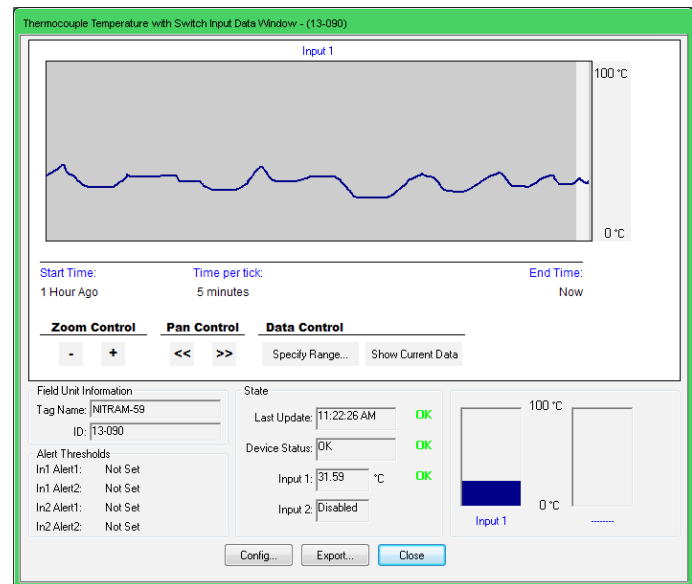 Thermocouple Temperature with Switch Input Data Window - (13-090)
Input 1
100 °C
0 °C
Start Time: Time per tick: End Time:
1 Hour Ago 5 minutes Now
Zoom Control Pan Control Data Control
- + << >> Specify Range... Show Current Data
Field Unit Information
Tag Name: NITRAM-59
ID: 13-090
Alert Thresholds
In1 Alert1: Not Set
In1 Alert2: Not Set
In2 Alert1: Not Set
In2 Alert2: Not Set
State
Last Update: 11:22:26 AM OK
Device Status: OK OK
Input 1: 31.59 °C OK
Input 2: Disabled
100 °C
0 °C
Input 1 --------
Config... Export... Close